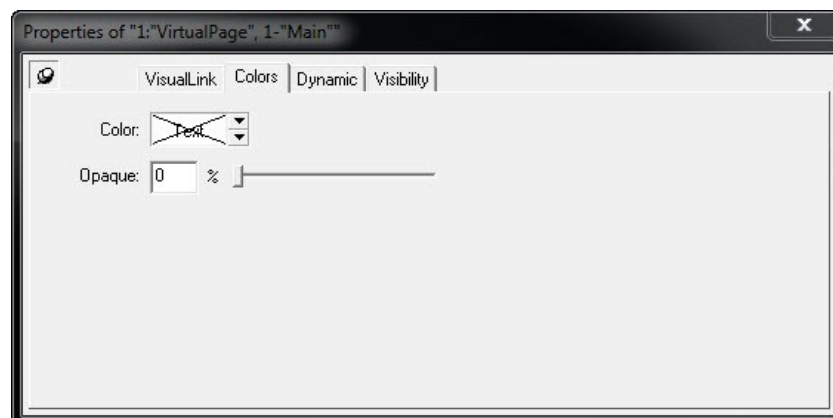 Properties of "1:"VirtualPage", 1-"Main""
VisualLink Colors Dynamic Visibility
Color: Text
Opaque: 0 %